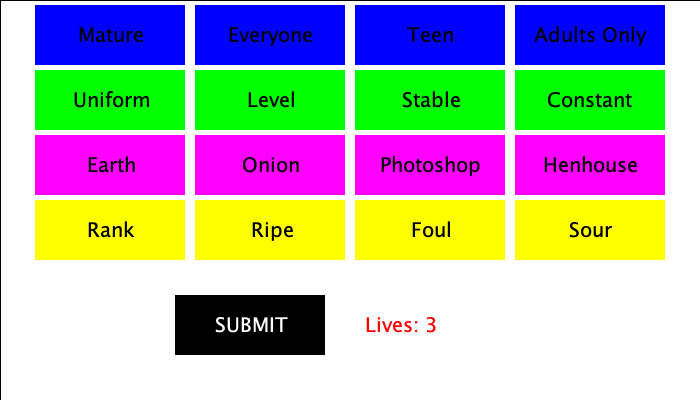 Mature Everyone Teen Adults Only
Uniform Level Stable Constant
Earth Onion Photoshop Henhouse
Rank Ripe Foul Sour
SUBMIT Lives: 3